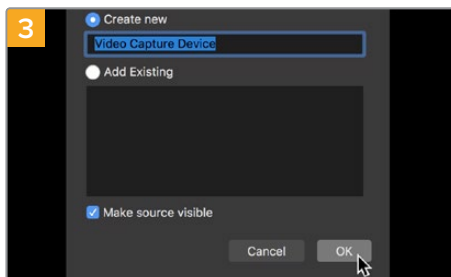 3
Create new
Video Capture Device
Add Existing
Make source visible
Cancel OK